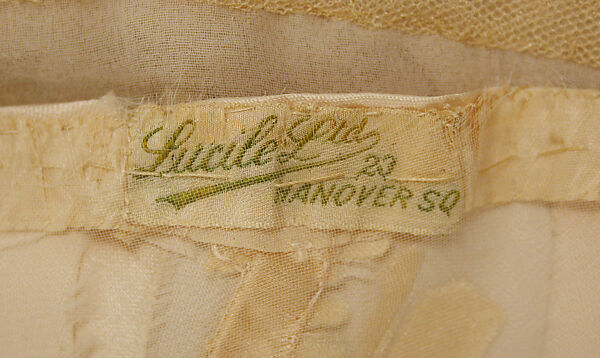 Lucile Ltd
23
HANOVER SQ